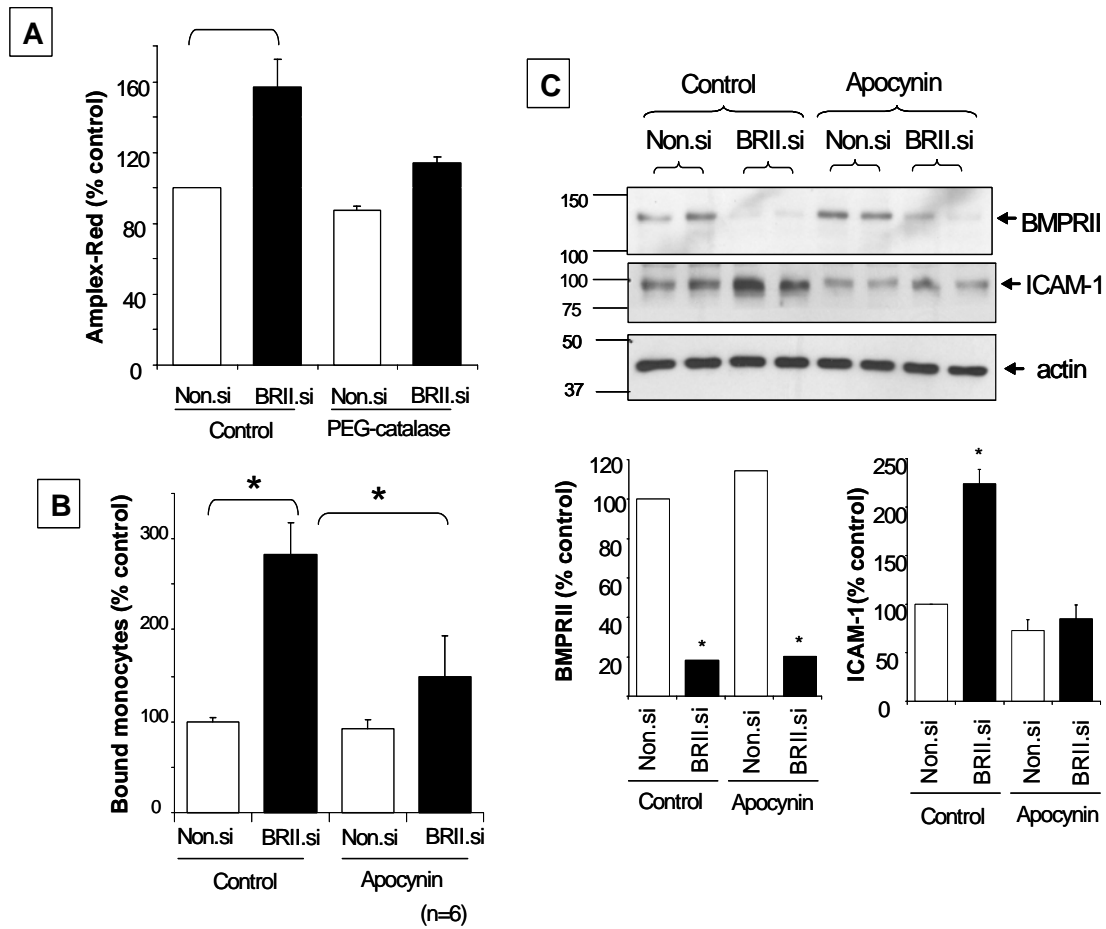 A
160
120
80
40
0
Amplex-Red (% control)
Non.si BRII.si Non.si BRII.si
Control PEG-catalase
B
* *
300
200
100
0
Bound monocytes (% control)
Non.si BRII.si Non.si BRII.si
Control Apocynin
(n=6)
C
Control Apocynin
Non.si BRII.si Non.si BRII.si
150
100
BMPRII
100
75
ICAM-1
50
37
actin
120
100
80
60
40
20
BMPRII (% control)
* *
Non.si BRII.si Non.si BRII.si
Control Apocynin
250
200
150
100
50
0
ICAM-1 (% control)
*
Non.si BRII.si Non.si BRII.si
Control Apocynin